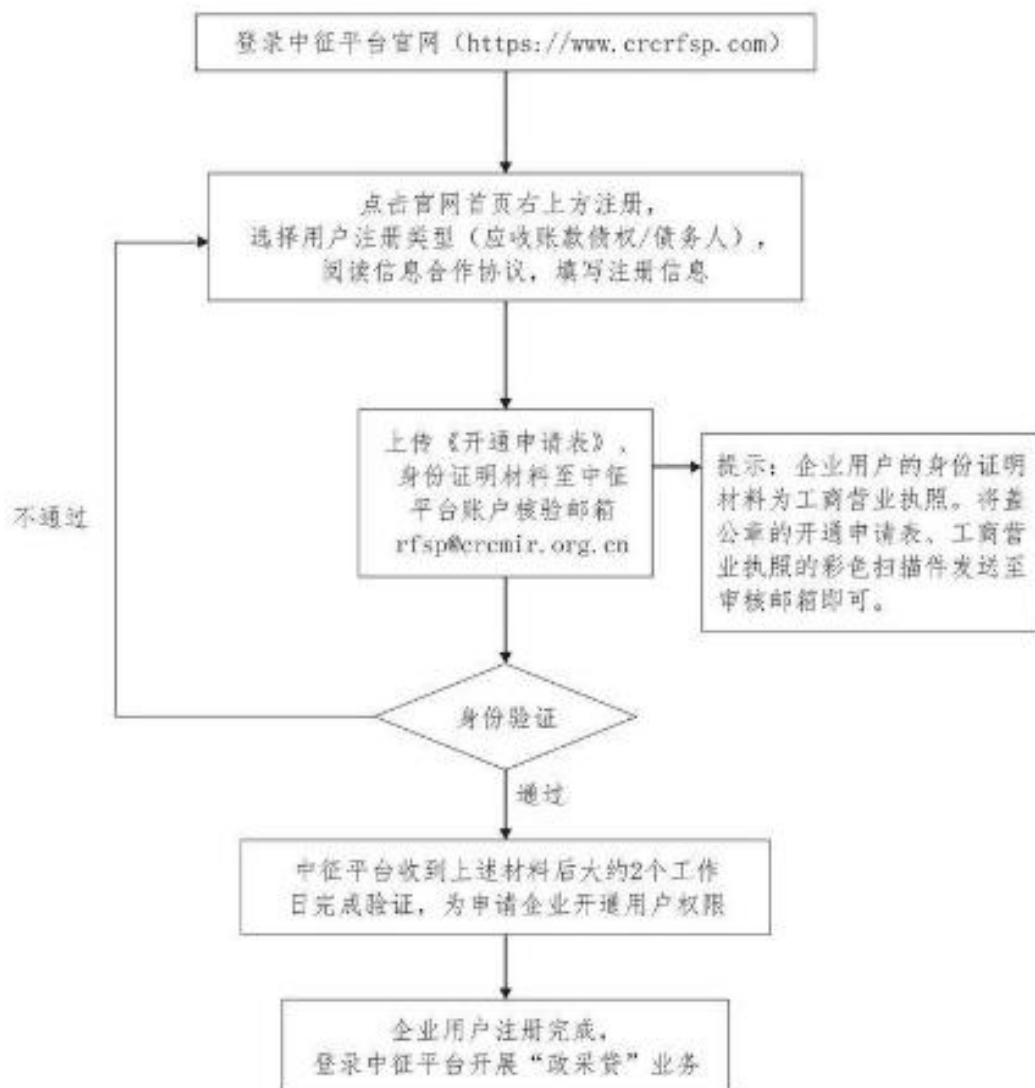 登录中征平台官网（https://www.crcrfsp.com）
点击官网首页右上方注册，
选择用户注册类型（应收账款债权/债务人），
阅读信息合作协议，填写注册信息
上传《开通申请表》、
身份证明材料至中征
平台账户核验邮箱
rfsp@crcmir.org.cn
提示：企业用户的身份证明
材料为工商营业执照。将盖
公章的开通申请表、工商营
业执照的彩色扫描件发送至
审核邮箱即可。
不通过
身份验证
通过
中征平台收到上述材料后大约2个工作
日完成验证，为申请企业开通用户权限
企业用户注册完成，
登录中征平台开展“政采贷”业务